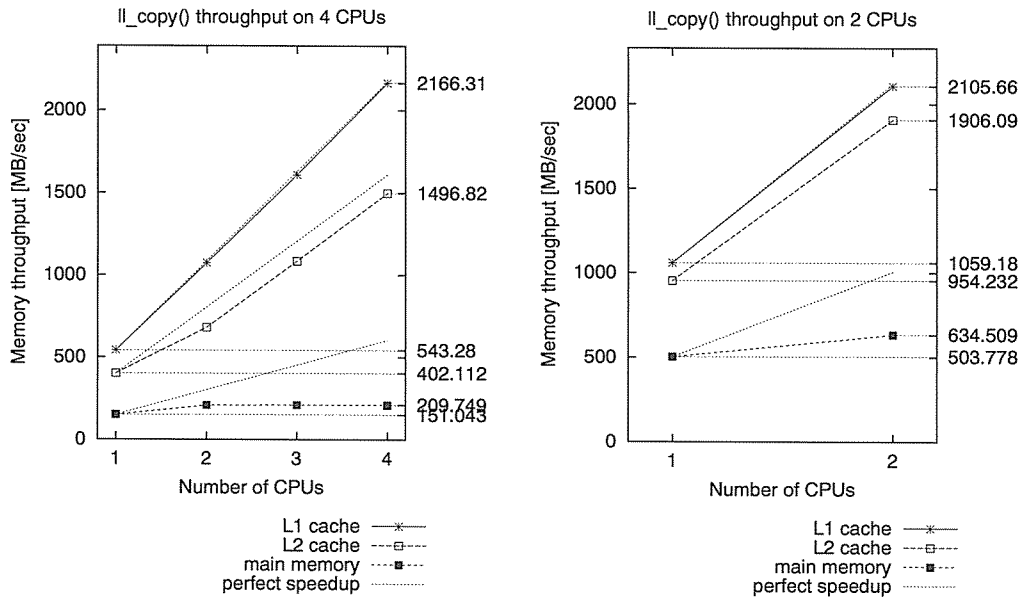 ll_copy() throughput on 4 CPUs
Memory throughput [MB/sec]
2000
1500
1000
500
0
1 2 3 4
Number of CPUs
2166.31
1496.82
543.28
402.112
209.749
151.043
L1 cache
L2 cache
main memory
perfect speedup
ll_copy() throughput on 2 CPUs
Memory throughput [MB/sec]
2000
1500
1000
500
0
1 2
Number of CPUs
2105.66
1906.09
1059.18
954.232
634.509
503.778
L1 cache
L2 cache
main memory
perfect speedup